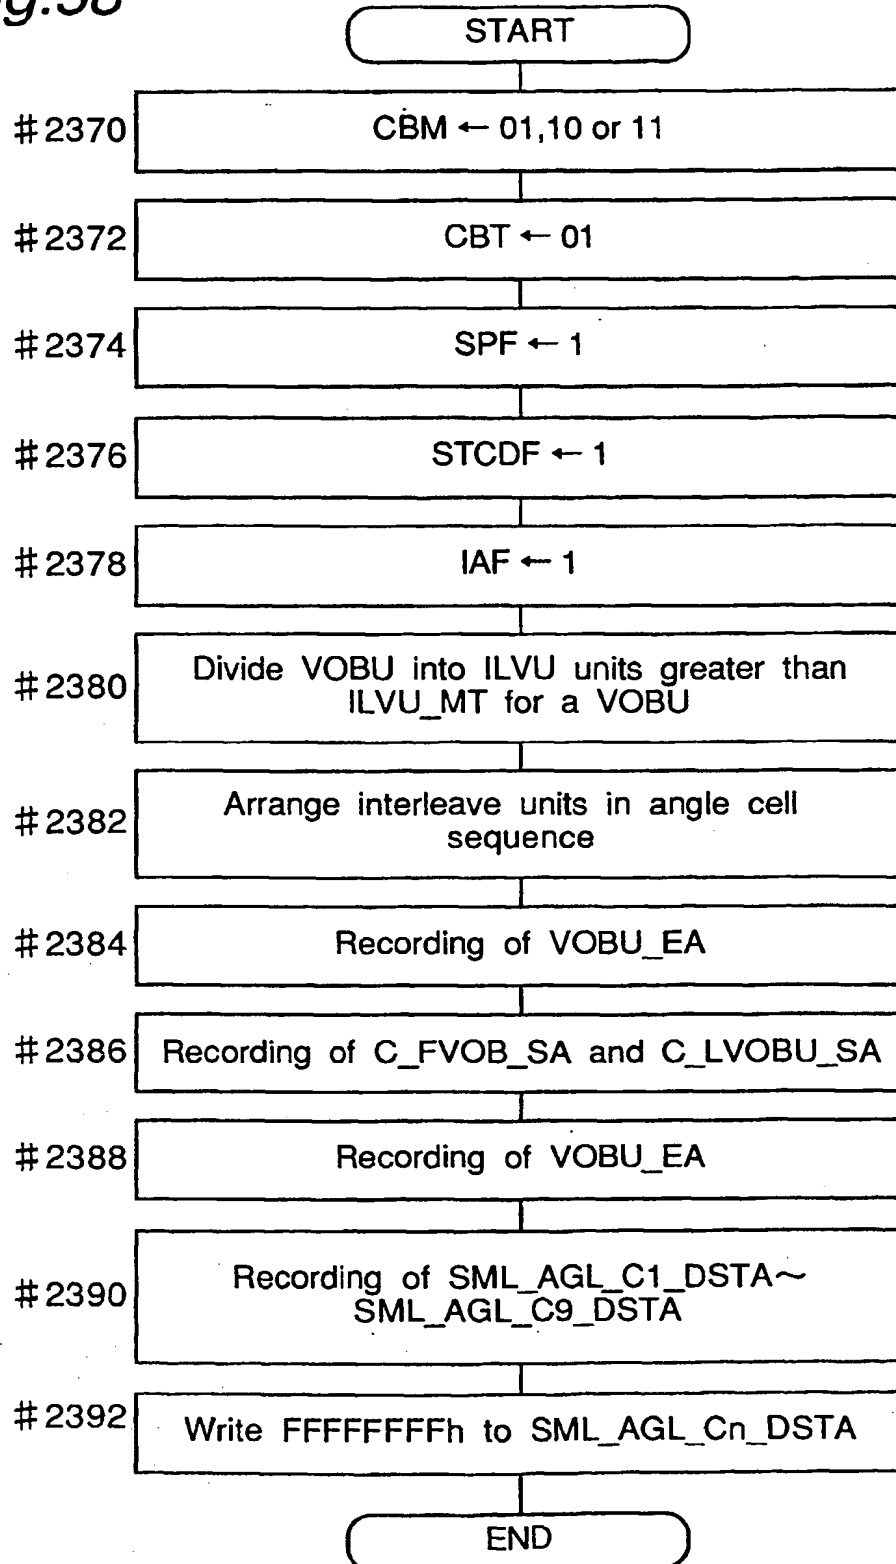 g.58
START
#2370 CBM ← 01,10 or 11
#2372 CBT ← 01
#2374 SPF ← 1
#2376 STCDF ← 1
#2378 IAF ← 1
#2380 Divide VOBU into ILVU units greater than
ILVU_MT for a VOBU
#2382 Arrange interleave units in angle cell
sequence
#2384 Recording of VOBU_EA
#2386 Recording of C_FVOB_SA and C_LVOBU_SA
#2388 Recording of VOBU_EA
#2390 Recording of SML_AGL_C1_DSTA~
SML_AGL_C9_DSTA
#2392 Write FFFFFFFFh to SML_AGL_Cn_DSTA
END